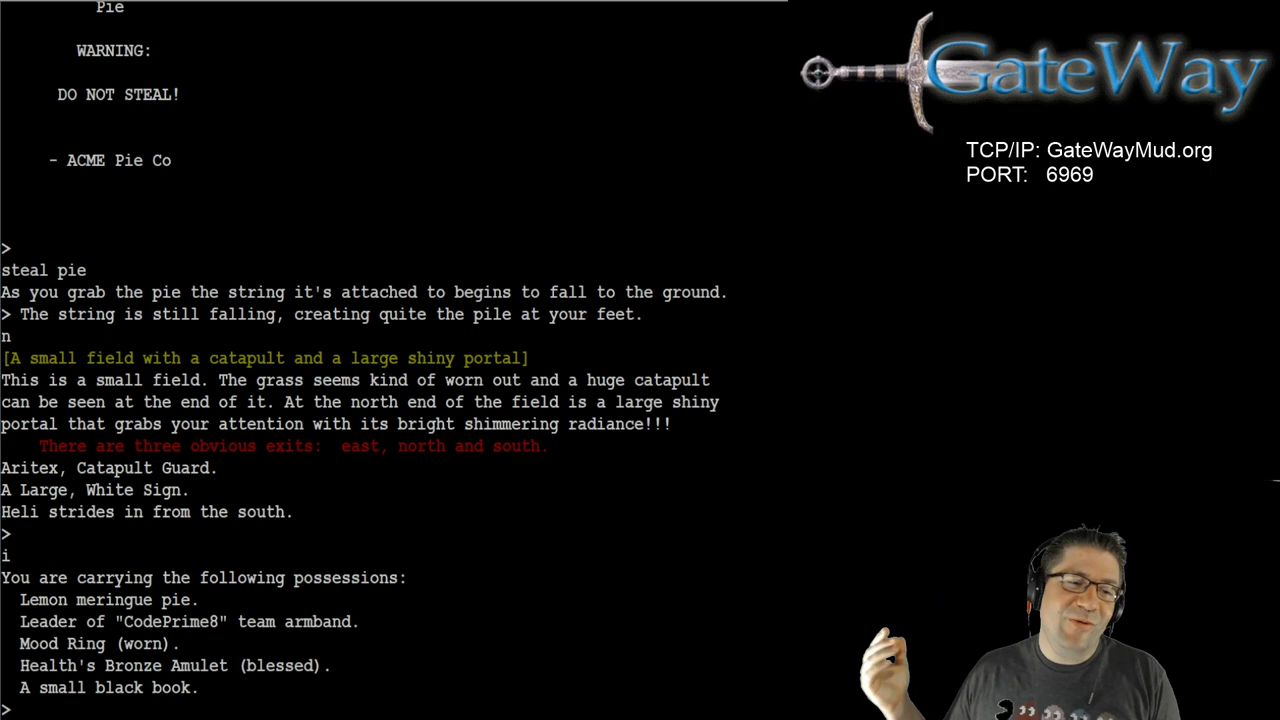 Pie
WARNING:
DO NOT STEAL!
- ACME Pie Co
>
steal pie
As you grab the pie the string it's attached to begins to fall to the ground.
> The string is still falling, creating quite the pile at your feet.
n
[A small field with a catapult and a large shiny portal]
This is a small field. The grass seems kind of worn out and a huge catapult
can be seen at the end of it. At the north end of the field is a large shiny
portal that grabs your attention with its bright shimmering radiance!!!
There are three obvious exits:  east, north and south.
Aritex, Catapult Guard.
A Large, White Sign.
Heli strides in from the south.
>
i
You are carrying the following possessions:
Lemon meringue pie.
Leader of "CodePrime8" team armband.
Mood Ring (worn).
Health's Bronze Amulet (blessed).
A small black book.
>
GateWay
TCP/IP: GateWayMud.org
PORT:   6969